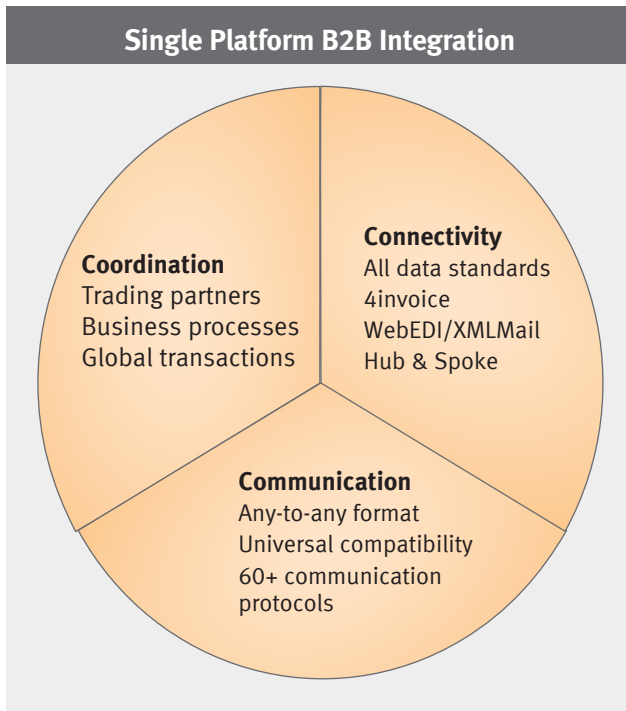 Single Platform B2B Integration
Coordination
Trading partners
Business processes
Global transactions
Connectivity
All data standards
4invoice
WebEDI/XMLMail
Hub & Spoke
Communication
Any-to-any format
Universal compatibility
60+ communication
protocols